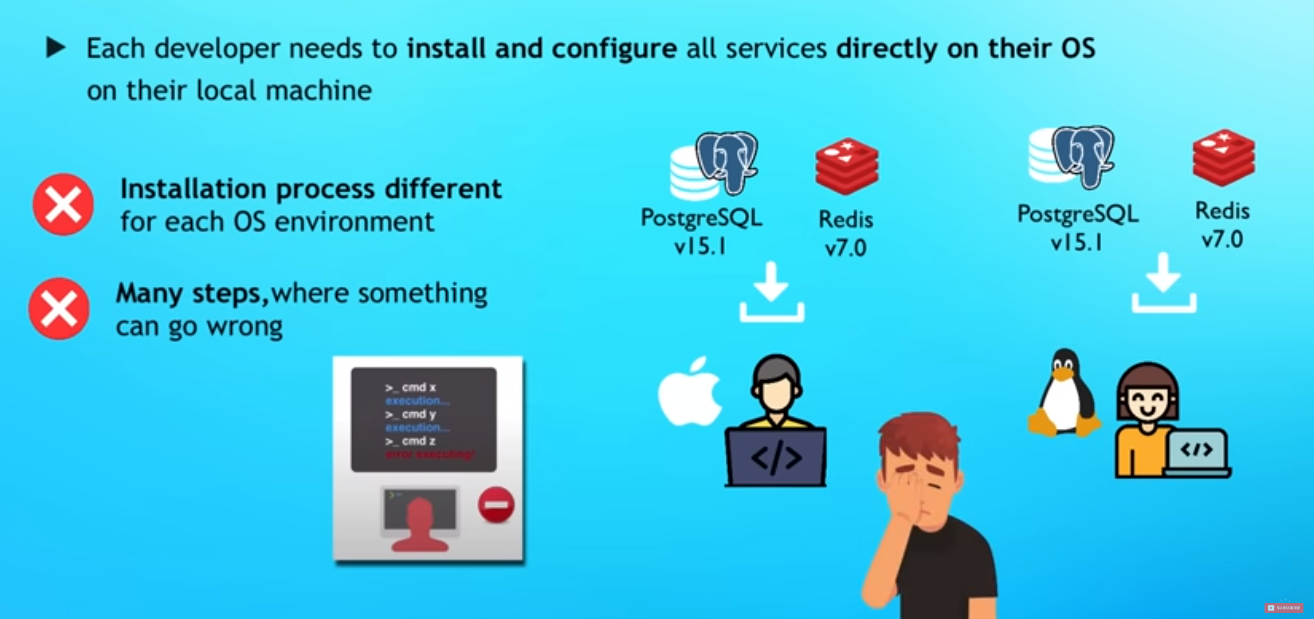 Each developer needs to install and configure all services directly on their OS
on their local machine
Installation process different
for each OS environment
Many steps,where something
can go wrong
>_ cmd x
execution...
>_ cmd y
execution...
>_ cmd z
error executing!
PostgreSQL
v15.1
Redis
v7.0
PostgreSQL
v15.1
Redis
v7.0
</>
</>
SUBSCRIBE